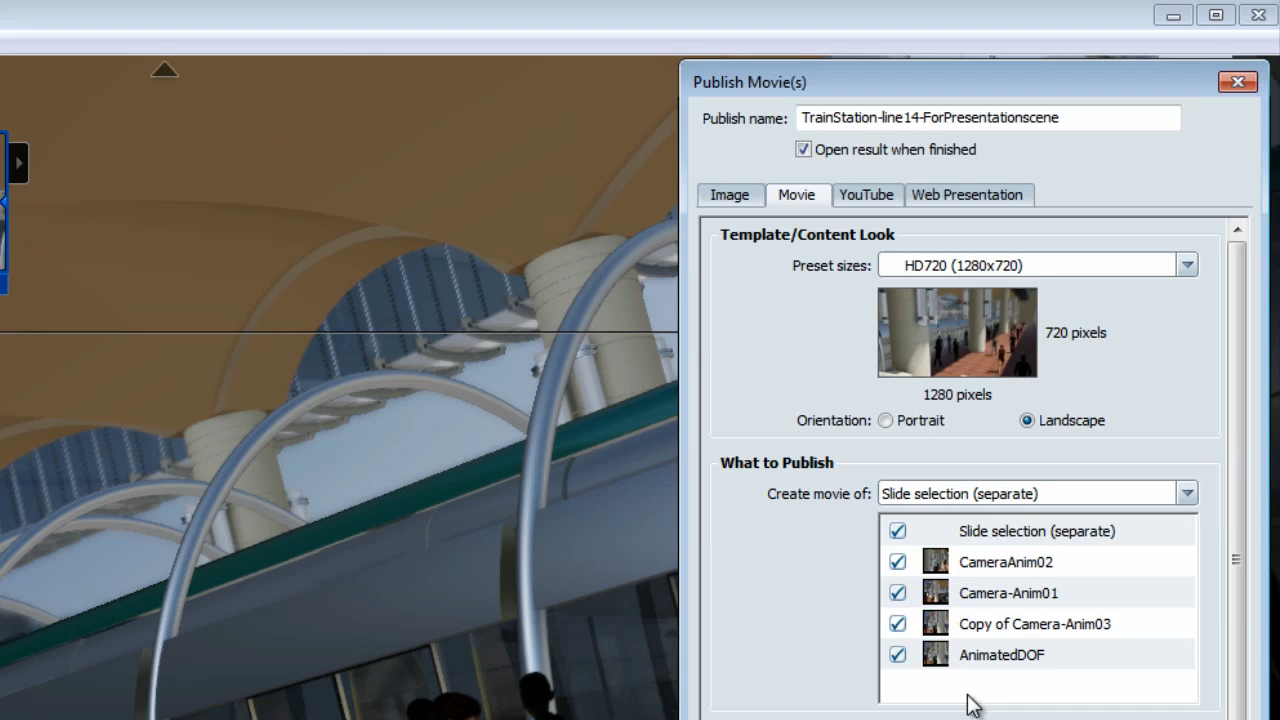 Publish Movie(s)
Publish name: TrainStation-line14-ForPresentationscene
Open result when finished
Image Movie YouTube Web Presentation
Template/Content Look
Preset sizes: HD720 (1280x720)
720 pixels
1280 pixels
Orientation: Portrait Landscape
What to Publish
Create movie of: Slide selection (separate)
Slide selection (separate)
CameraAnim02
Camera-Anim01
Copy of Camera-Anim03
AnimatedDOF